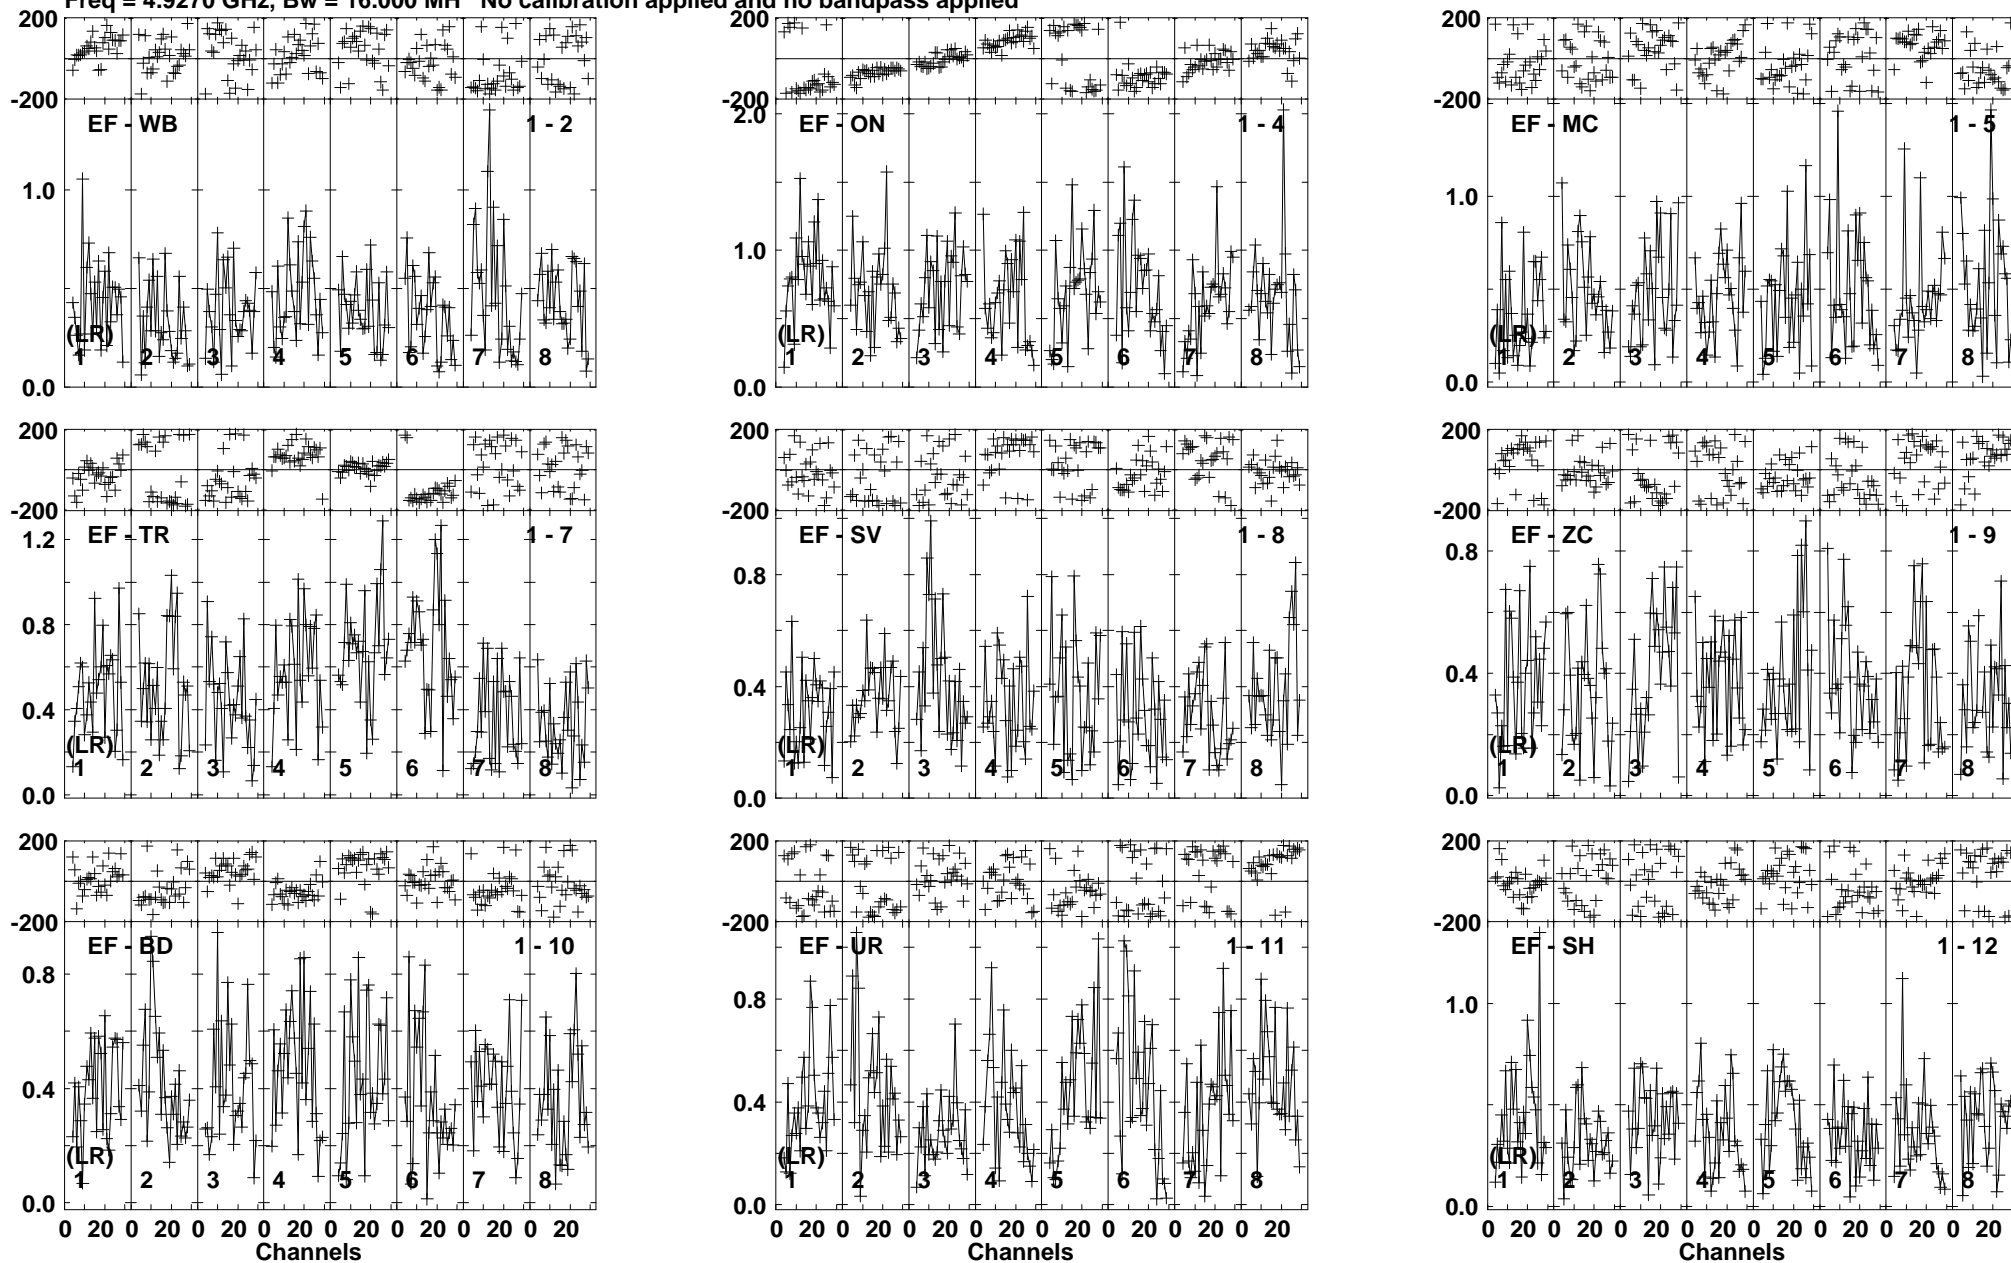 Freq = 4.9270 GHz, Bw = 16.000 MH No calibration applied and no bandpass applied
200 200 200
-200 -200 -200
EF - WB 1 - 2 2.0 EF - ON 1 - 4 EF - MC 1 - 5
1.0 1.0 1.0
(LR) (LR) (LR)
1 2 3 4 5 6 7 8 1 2 3 4 5 6 7 8 1 2 3 4 5 6 7 8
0.0 0.0 0.0
200 200 200
-200 -200 -200
EF - TR 1 - 7 EF - SV 1 - 8 EF - ZC 1 - 9
1.2 0.8 0.8
0.8 0.4 0.4
0.4
(LR) (LR) (LR)
1 2 3 4 5 6 7 8 1 2 3 4 5 6 7 8 1 2 3 4 5 6 7 8
0.0 0.0 0.0
200 200 200
-200 -200 -200
EF - BD 1 - 10 EF - UR 1 - 11 EF - SH 1 - 12
0.8 0.8 1.0
0.4 0.4
(LR) (LR) (LR)
1 2 3 4 5 6 7 8 1 2 3 4 5 6 7 8 1 2 3 4 5 6 7 8
0.0 0.0 0.0
0 20 0 20 0 20 0 20 0 20 0 20 0 20 0 20 0 20 0 20 0 20 0 20 0 20 0 20 0 20 0 20 0 20 0 20 0 20 0 20 0 20 0 20 0 20 0 20
Channels Channels Channels